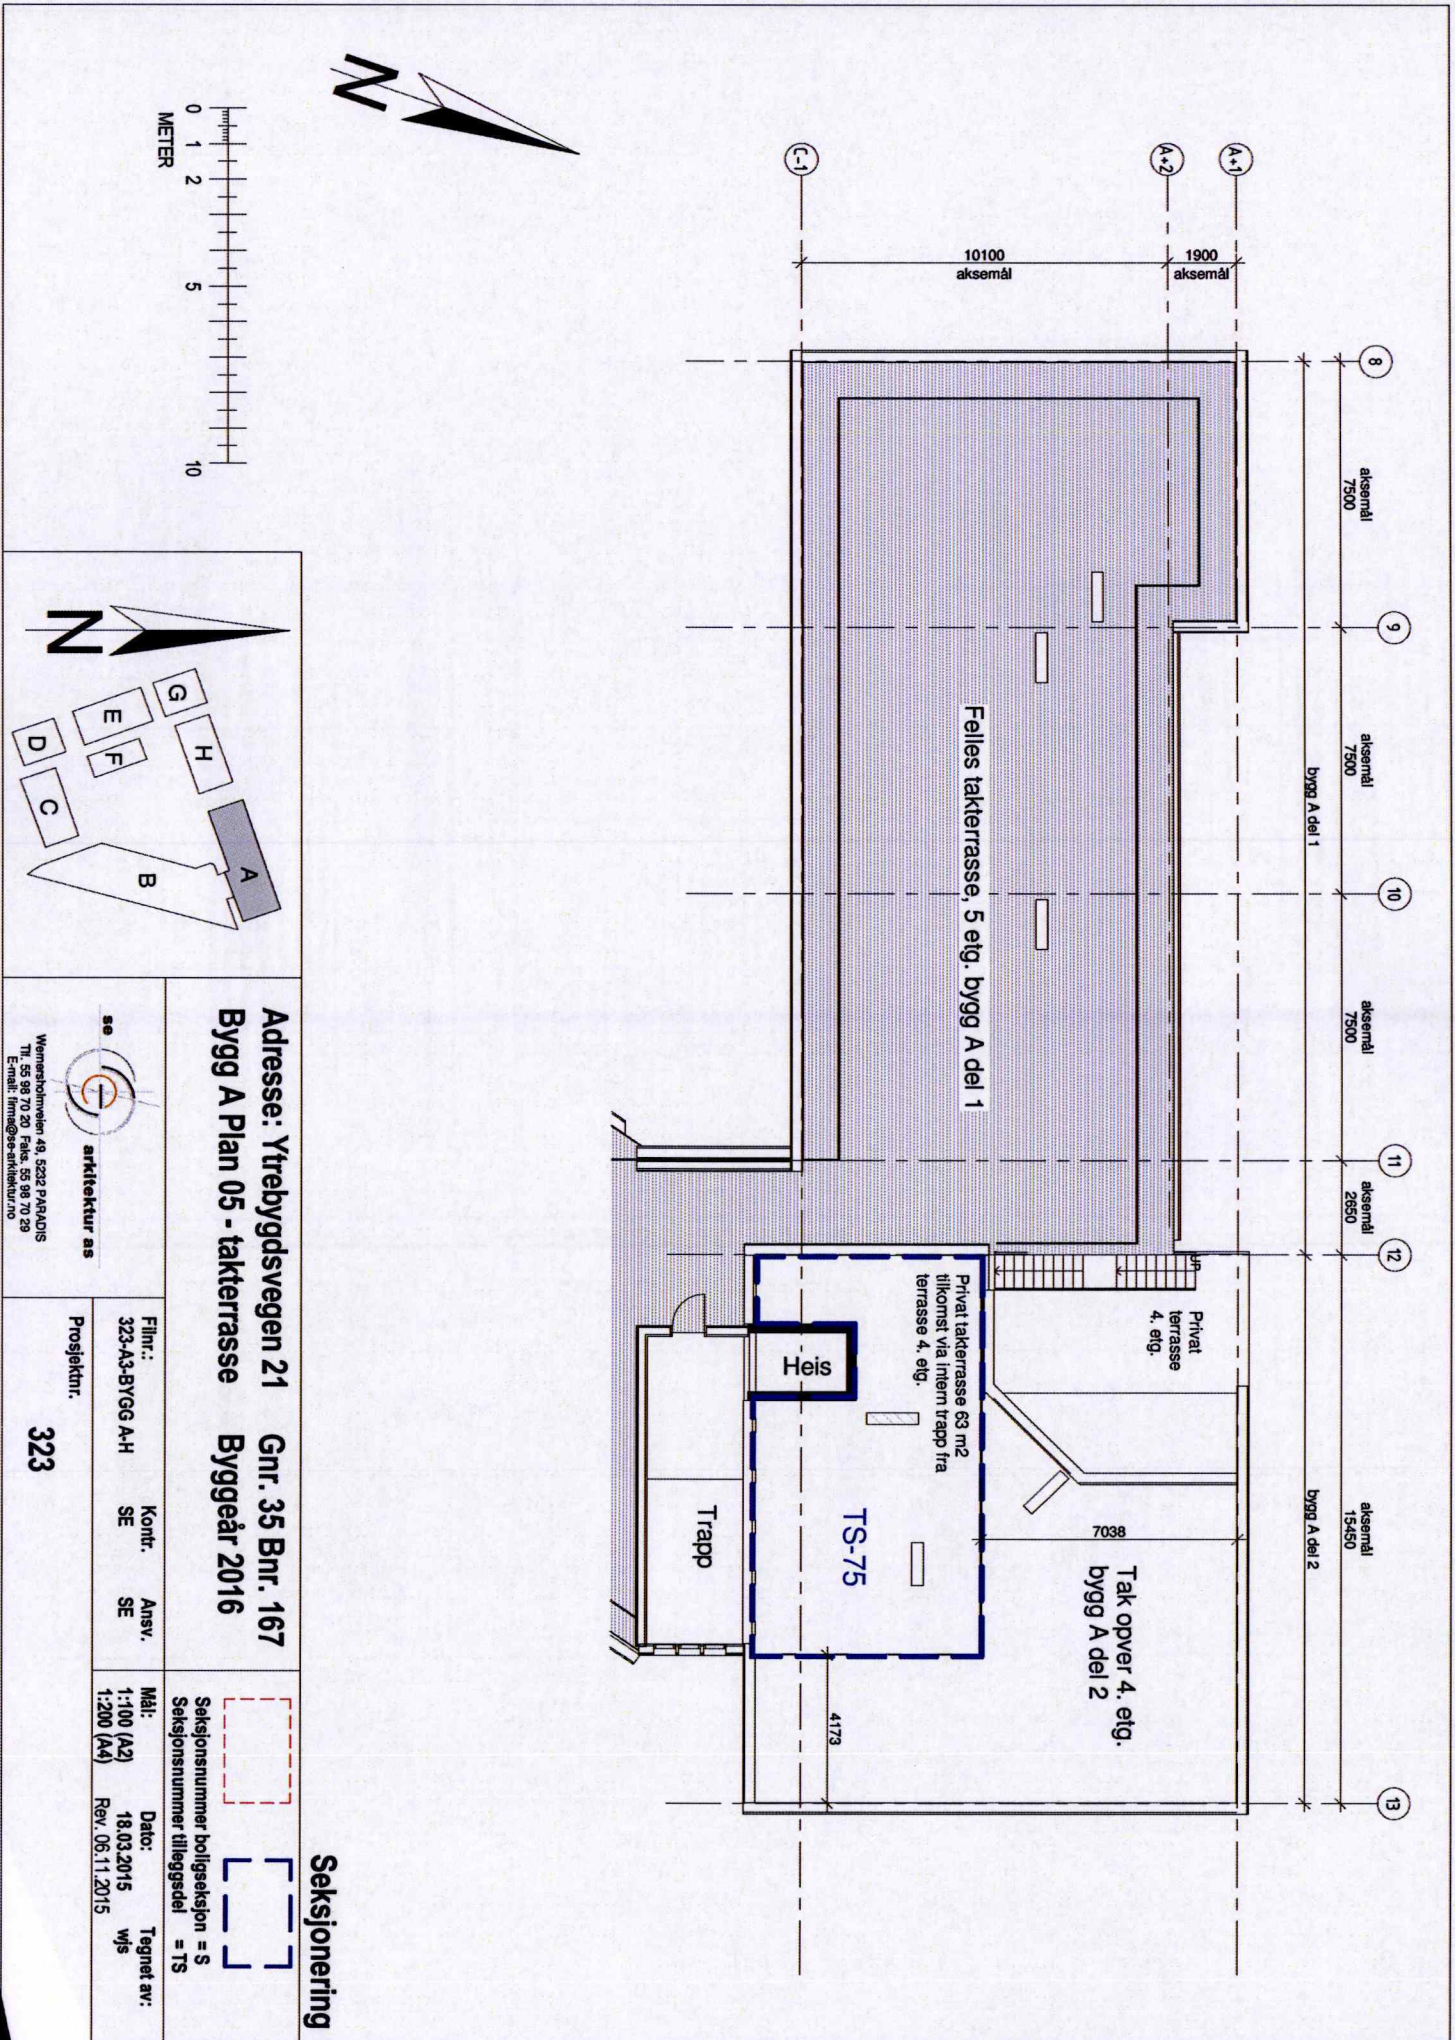 8
9
10
11
12
13
aksemål
7500
aksemål
7500
aksemål
7500
aksemål
2650
aksemål
15450
bygg A del 1
bygg A del 2
A+1
A+2
C-1
1900
aksemål
10100
aksemål
Felles takterrasse, 5 etg. bygg A del 1
UP
Privat
terrasse
4. etg.
Tak opver 4. etg.
bygg A del 2
7038
Privat takterrasse 63 m2
tilkomst via intern trapp fra
terrasse 4. etg.
TS-75
4173
Heis
Trapp
N
0 1 2 5 10
METER
N
A
B
C
D
E
F
G
H
Adresse: Ytrebygdsvegen 21 Gnr. 35 Bnr. 167
Bygg A Plan 05 - takterrasse Byggeår 2016
se
arkitektur as
Wernersholmveien 49, 5232 PARADIS
Tlf. 55 98 70 20 Faks. 55 98 70 29
E-mail: firma@se-arkitektur.no
Filnr.:
323-A3-BYGG A-H
Kontr.
SE
Ansv.
SE
Prosjektnr.
323
Seksjonering
Seksjonsnummer boligseksjon = S
Seksjonsnummer tilleggsdel = TS
Mål:
1:100 (A2)
1:200 (A4)
Dato:
18.03.2015
Rev. 06.11.2015
Tegnet av:
wjs